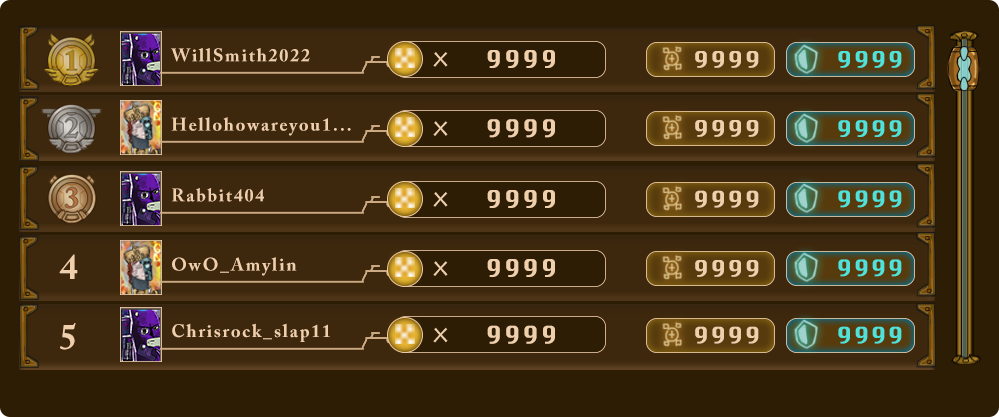 1 WillSmith2022 × 9999 9999 9999
2 Hellohowareyou1... × 9999 9999 9999
3 Rabbit404 × 9999 9999 9999
4 OwO_Amylin × 9999 9999 9999
5 Chrisrock_slap11 × 9999 9999 9999